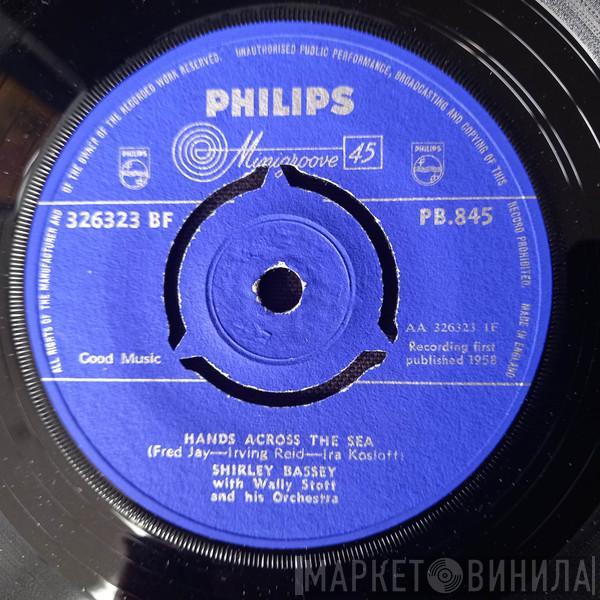 ALL RIGHTS OF THE MANUFACTURER AND OF THE OWNER OF THE RECORDED WORK RESERVED. UNAUTHORISED PUBLIC PERFORMANCE, BROADCASTING AND COPYING OF THIS RECORD PROHIBITED. MADE IN ENGLAND
PHILIPS
Minigroove 45
PHILIPS
PHILIPS
326323 BF
PB.845
AA 326323 1F
Good Music
Recording first
published 1958
HANDS ACROSS THE SEA
(Fred Jay—Irving Reid—Ira Kosloff)
SHIRLEY BASSEY
with Wally Stott
and his Orchestra
МАРКЕТ ВИНИЛА